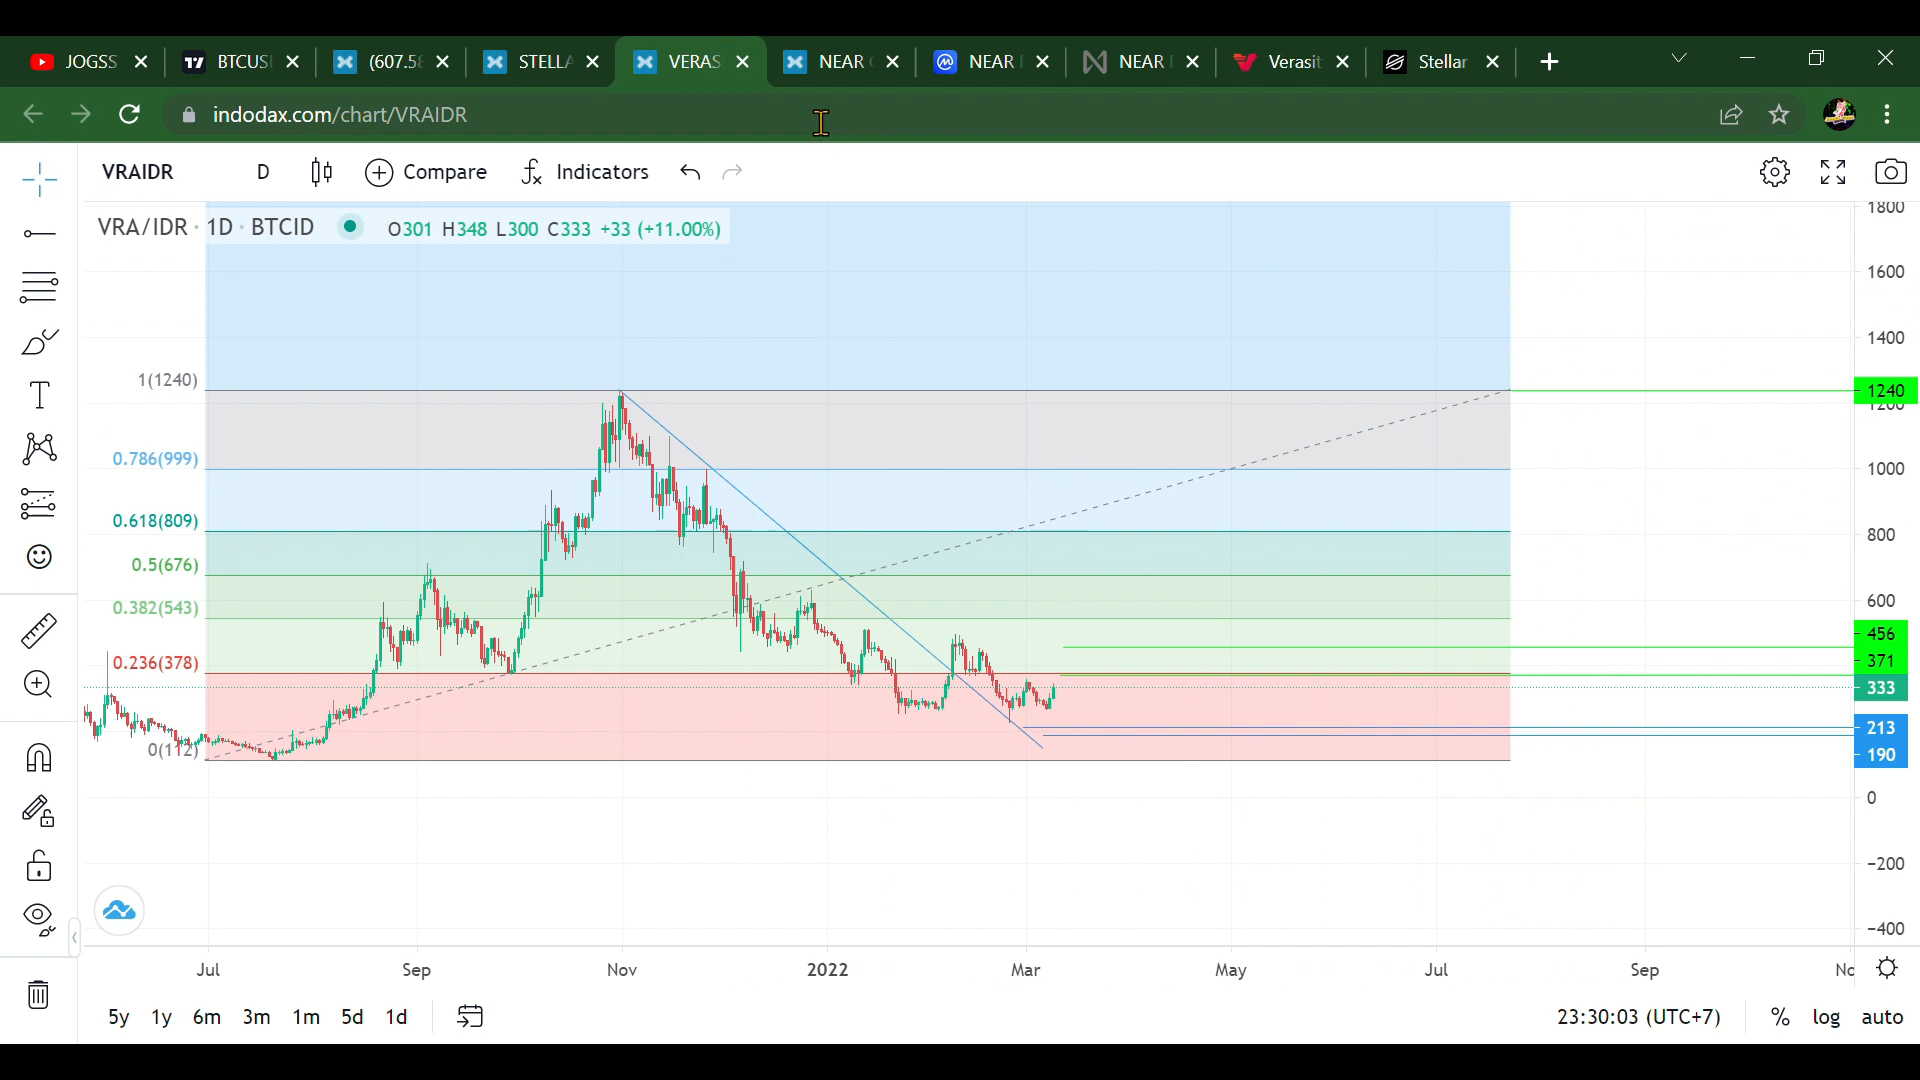 JOGSS
BTCUS
(607.58
STELLA
VERAS
NEAR
NEAR
NEAR
Verasit
Stellar
indodax.com/chart/VRAIDR
VRAIDR D Compare Indicators
VRA/IDR · 1D · BTCID O301 H348 L300 C333 +33 (+11.00%)
1800
1600
1400
1(1240)
1240
1200
0.786(999)
1000
0.618(809)
800
0.5(676)
0.382(543)
600
456
0.236(378)
371
333
213
0(112)
190
0
−200
−400
Jul Sep Nov 2022 Mar May Jul Sep No
5y 1y 6m 3m 1m 5d 1d 23:30:03 (UTC+7) % log auto